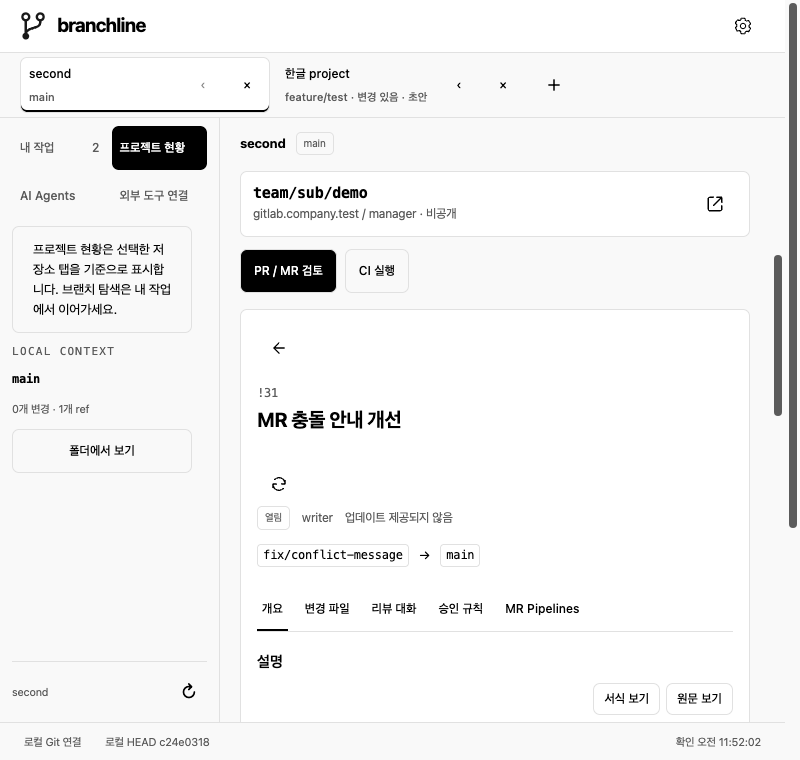 branchline
second
main
한글 project
feature/test · 변경 있음 · 초안
내 작업 2
프로젝트 현황
AI Agents
외부 도구 연결
프로젝트 현황은 선택한 저
장소 탭을 기준으로 표시합
니다. 브랜치 탐색은 내 작업
에서 이어가세요.
LOCAL CONTEXT
main
0개 변경 · 1개 ref
폴더에서 보기
second
second main
team/sub/demo
gitlab.company.test / manager · 비공개
PR / MR 검토
CI 실행
!31
MR 충돌 안내 개선
열림 writer 업데이트 제공되지 않음
fix/conflict-message → main
개요 변경 파일 리뷰 대화 승인 규칙 MR Pipelines
설명
서식 보기 원문 보기
로컬 Git 연결 로컬 HEAD c24e0318 확인 오전 11:52:02